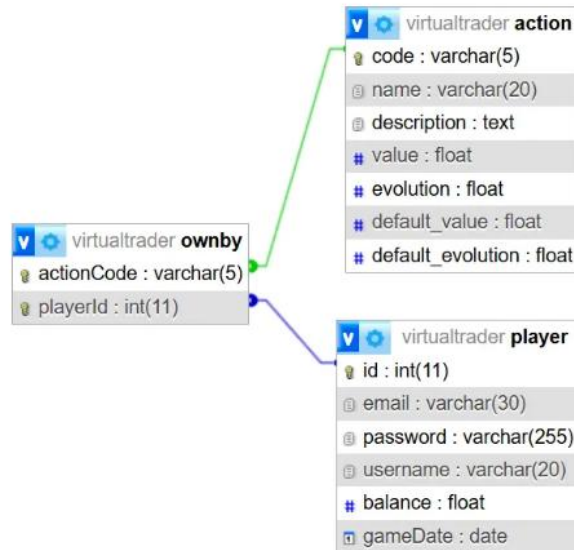 virtualtrader action
code : varchar(5)
name : varchar(20)
description : text
# value : float
# evolution : float
# default_value : float
# default_evolution : float
virtualtrader ownby
actionCode : varchar(5)
playerId : int(11)
virtualtrader player
id : int(11)
email : varchar(30)
password : varchar(255)
username : varchar(20)
# balance : float
gameDate : date